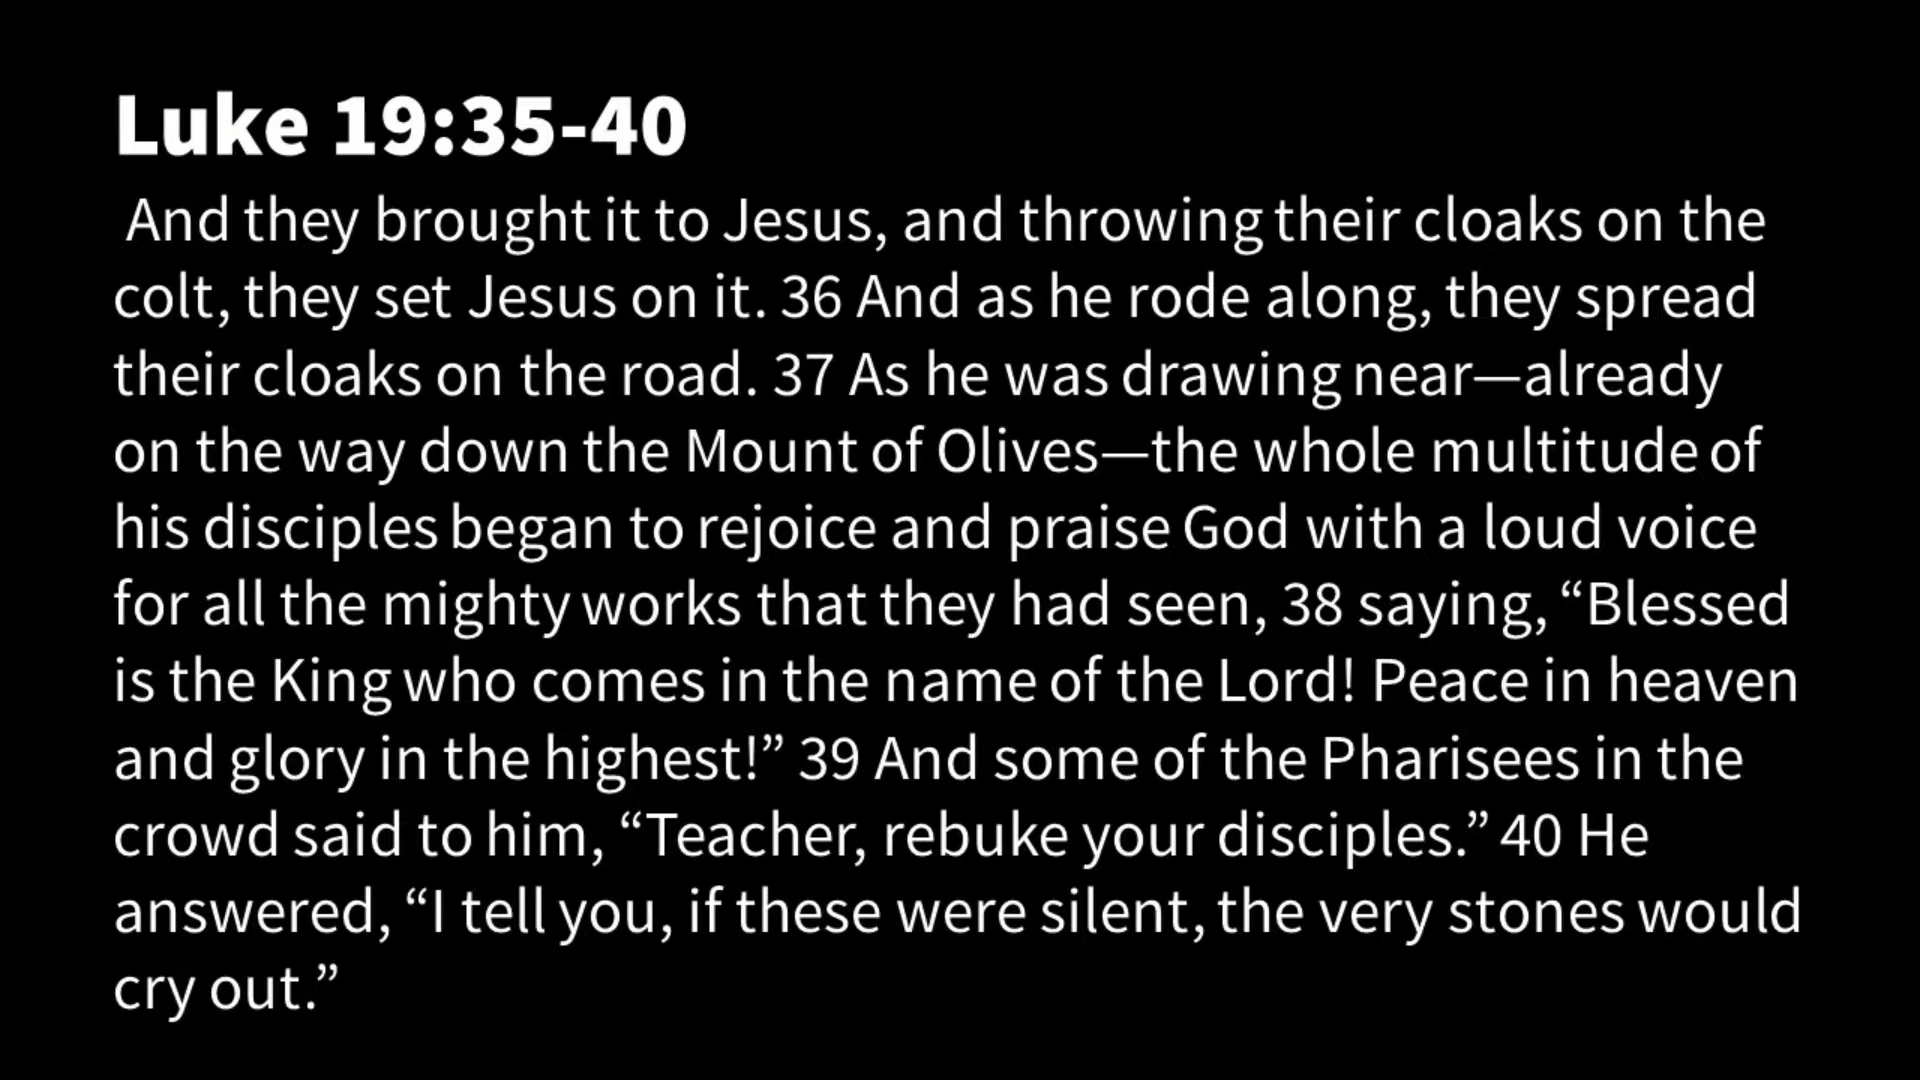 Luke 19:35-40
And they brought it to Jesus, and throwing their cloaks on the
colt, they set Jesus on it. 36 And as he rode along, they spread
their cloaks on the road. 37 As he was drawing near—already
on the way down the Mount of Olives—the whole multitude of
his disciples began to rejoice and praise God with a loud voice
for all the mighty works that they had seen, 38 saying, “Blessed
is the King who comes in the name of the Lord! Peace in heaven
and glory in the highest!” 39 And some of the Pharisees in the
crowd said to him, “Teacher, rebuke your disciples.” 40 He
answered, “I tell you, if these were silent, the very stones would
cry out.”